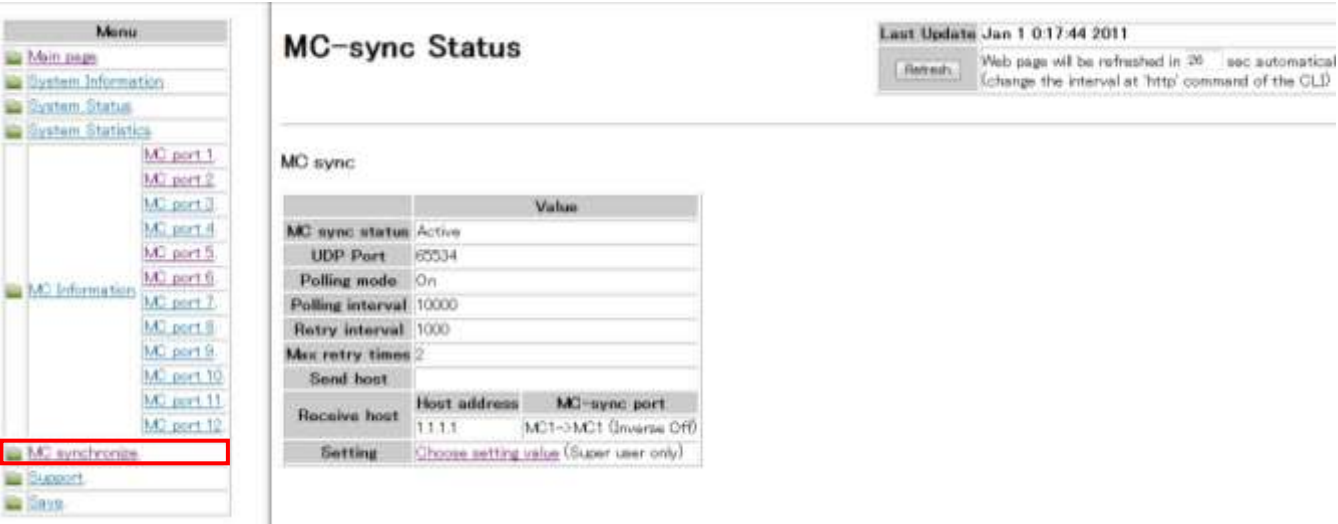 Menu
Main page
System Information
System Status
System Statistics
MC Information
MC port 1
MC port 2
MC port 3
MC port 4
MC port 5
MC port 6
MC port 7
MC port 8
MC port 9
MC port 10
MC port 11
MC port 12
MC synchronize
Support
Save
MC-sync Status
Last Update Jan 1 0:17:44 2011
Refresh
Web page will be refreshed in 26 sec automatical
(change the interval at 'http' command of the CLI)
MC sync
Value
MC sync status Active
UDP Port 65534
Polling mode On
Polling interval 10000
Retry interval 1000
Max retry times 2
Send host
Receive host
Host address MC-sync port
1.1.1.1 MC1->MC1 (Inverse Off)
Setting Choose setting value (Super user only)